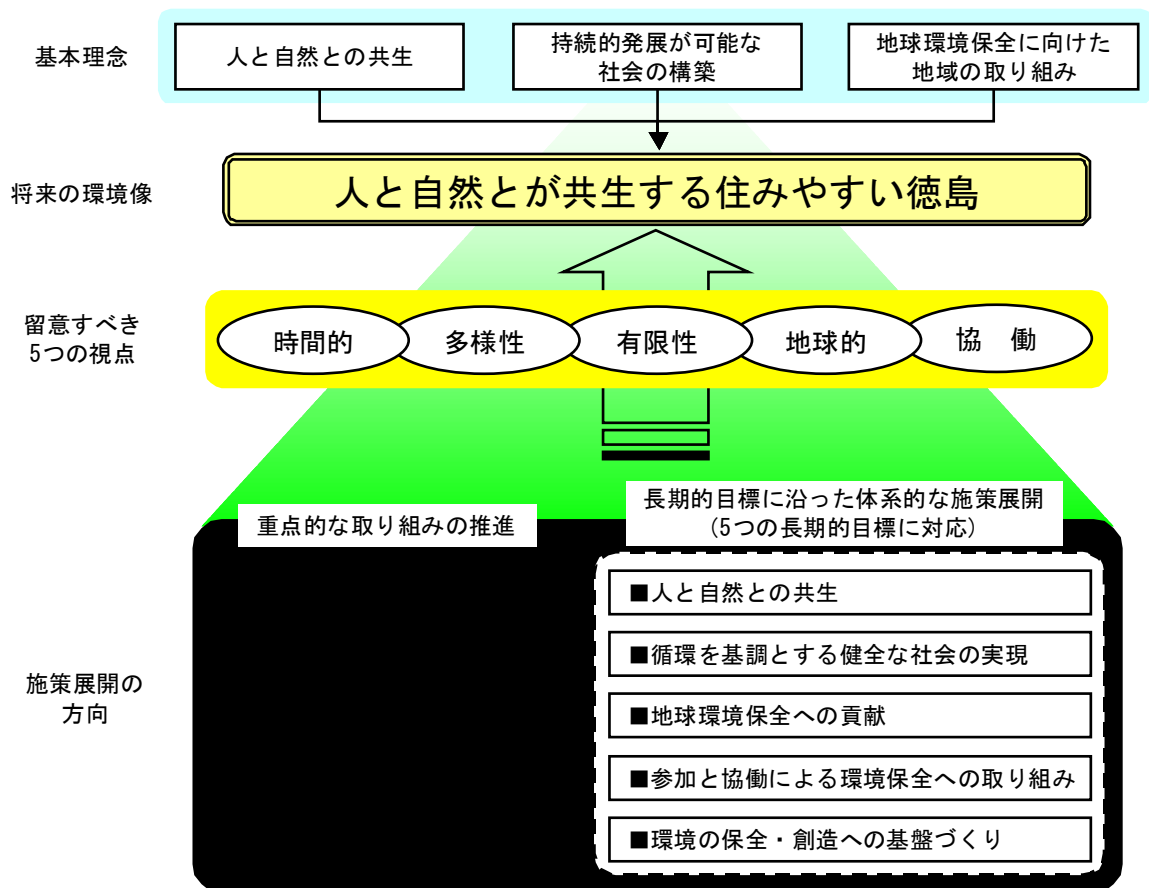 基本理念
人と自然との共生
持続的発展が可能な
社会の構築
地球環境保全に向けた
地域の取り組み
将来の環境像
人と自然とが共生する住みやすい徳島
留意すべき
5つの視点
時間的
多様性
有限性
地球的
協　働
重点的な取り組みの推進
長期的目標に沿った体系的な施策展開
(5つの長期的目標に対応)
施策展開の
方向
■人と自然との共生
■循環を基調とする健全な社会の実現
■地球環境保全への貢献
■参加と協働による環境保全への取り組み
■環境の保全・創造への基盤づくり